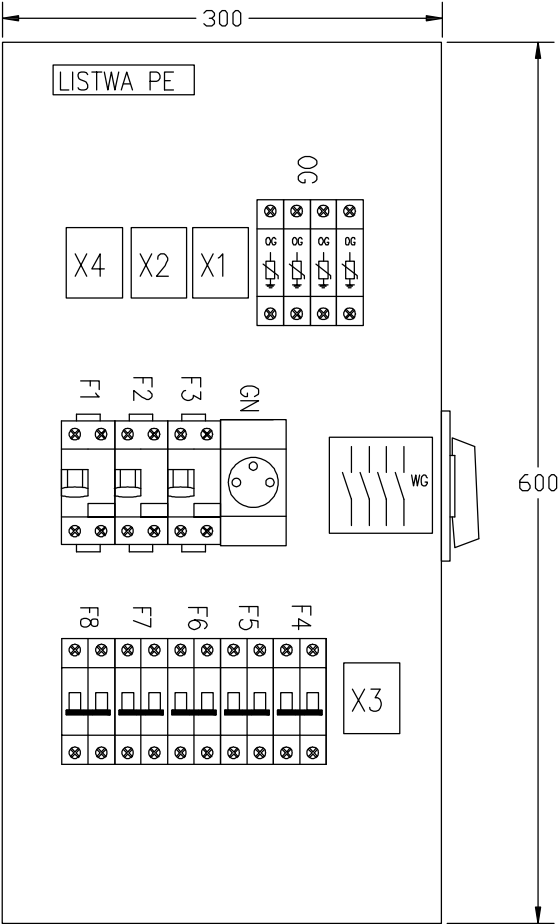 300
LISTWA PE
OG
X4 X2 X1
OG OG OG OG
F1 F2 F3 GN
WG
600
F8 F7 F6 F5 F4
X3